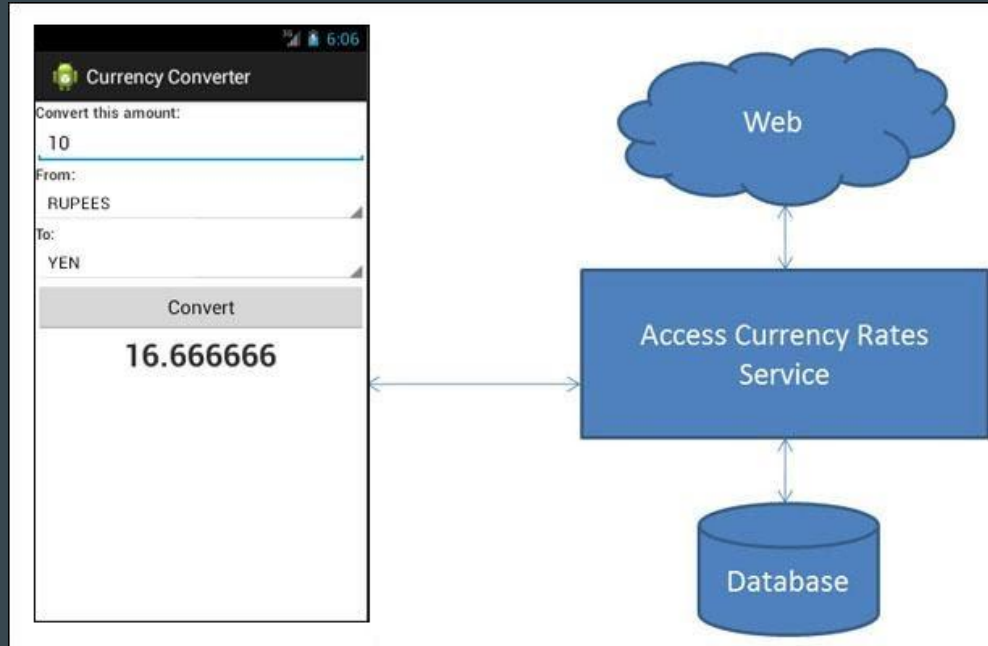 3G 6:06
Currency Converter
Convert this amount:
10
From:
RUPEES
To:
YEN
Convert
16.666666
Web
Access Currency Rates
Service
Database